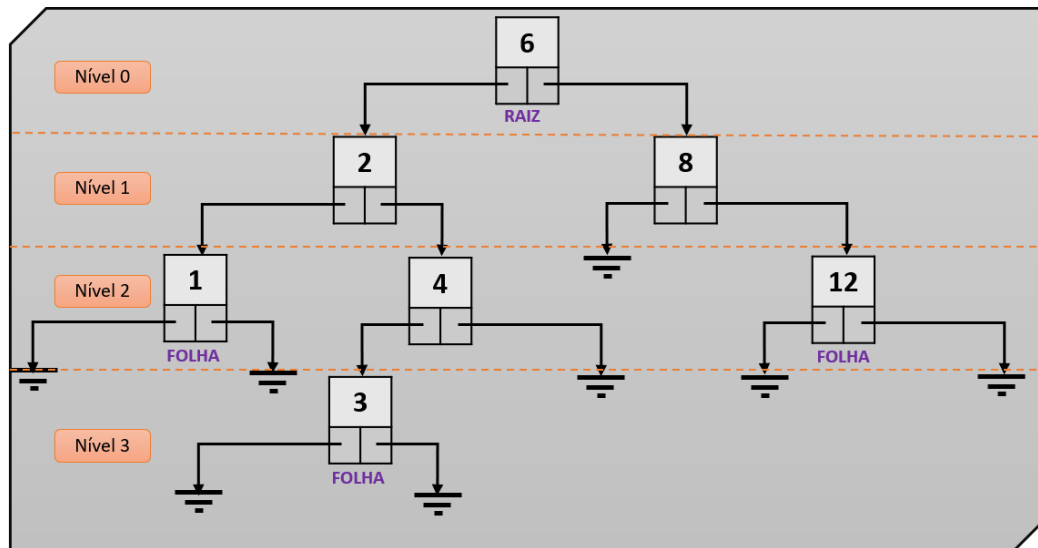 6
Nível 0
RAIZ
2
8
Nível 1
1
4
12
Nível 2
FOLHA
FOLHA
3
Nível 3
FOLHA